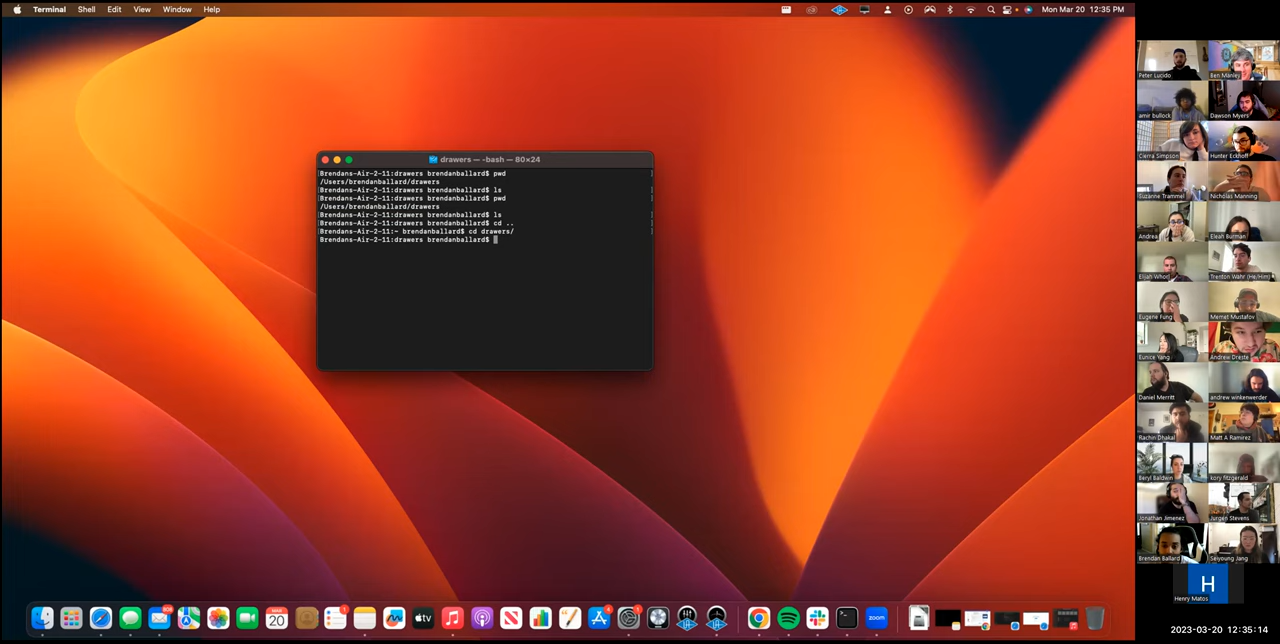 Terminal Shell Edit View Window Help Mon Mar 20 12:35 PM
drawers — -bash — 80×24
Brendans-Air-2-11:drawers brendanballard$ pwd
/Users/brendanballard/drawers
Brendans-Air-2-11:drawers brendanballard$ ls
Brendans-Air-2-11:drawers brendanballard$ pwd
/Users/brendanballard/drawers
Brendans-Air-2-11:drawers brendanballard$ ls
Brendans-Air-2-11:drawers brendanballard$ cd ..
Brendans-Air-2-11:~ brendanballard$ cd drawers/
Brendans-Air-2-11:drawers brendanballard$
Peter Lucido Ben Manley
amir bullock Dawson Myers
Cierra Simpson Hunter Eckhoff
Suzanne Trammel Nicholas Manning
Andrea Eleah Burman
Elijah Trenton Wahr (He/Him)
Eugene Fung Memet Mustafov
Eunice Yang Andrew Dreste
Daniel Merritt andrew winkenwerder
Rachin Dhakal Matt A Ramirez
Beryl Baldwin kory fitzgerald
Jonathan Jimenez Jurgen Stevens
Brendan Ballard Seiyoung Jang
H
Henry Matos
MAR
20
tv
zoom
2023-03-20 12:35:14